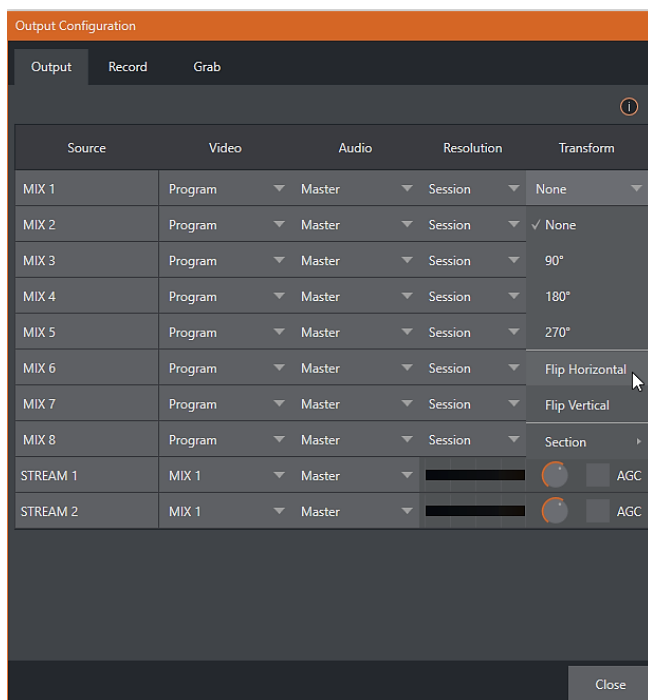 Output Configuration
Output Record Grab
i
Source Video Audio Resolution Transform
MIX 1 Program Master Session None
MIX 2 Program Master Session ✓ None
MIX 3 Program Master Session 90°
MIX 4 Program Master Session 180°
MIX 5 Program Master Session 270°
MIX 6 Program Master Session Flip Horizontal
MIX 7 Program Master Session Flip Vertical
MIX 8 Program Master Session Section
STREAM 1 MIX 1 Master AGC
STREAM 2 MIX 1 Master AGC
Close